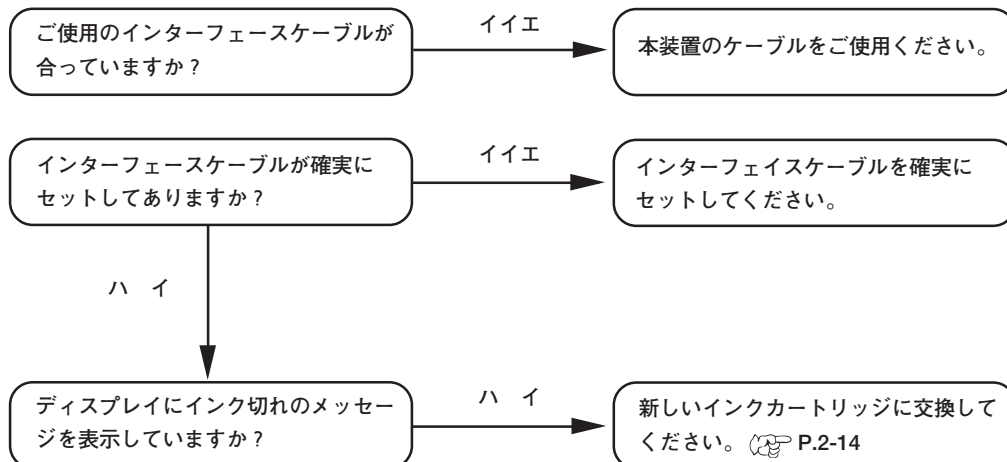 ご使用のインターフェースケーブルが
合っていますか？
イイエ
本装置のケーブルをご使用ください。
インターフェースケーブルが確実に
セットしてありますか？
イイエ
インターフェイスケーブルを確実に
セットしてください。
ハ イ
ディスプレイにインク切れのメッセー
ジを表示していますか？
ハ イ
新しいインクカートリッジに交換して
ください。 P.2-14